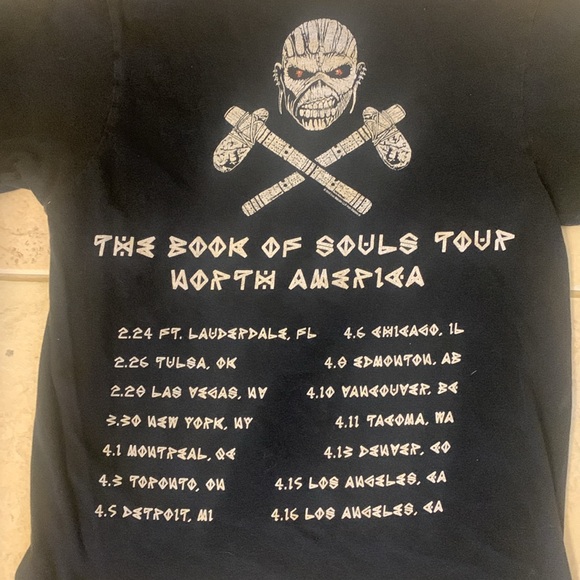 THE BOOK OF SOULS TOUR
NORTH AMERICA
2.24 FT. LAUDERDALE, FL
2.26 TULSA, OK
2.28 LAS VEGAS, NV
3.30 NEW YORK, NY
4.1 MONTREAL, QC
4.3 TORONTO, ON
4.5 DETROIT, MI
4.6 CHICAGO, IL
4.8 EDMONTON, AB
4.10 VANCOUVER, BC
4.11 TACOMA, WA
4.13 DENVER, CO
4.15 LOS ANGELES, CA
4.16 LOS ANGELES, CA